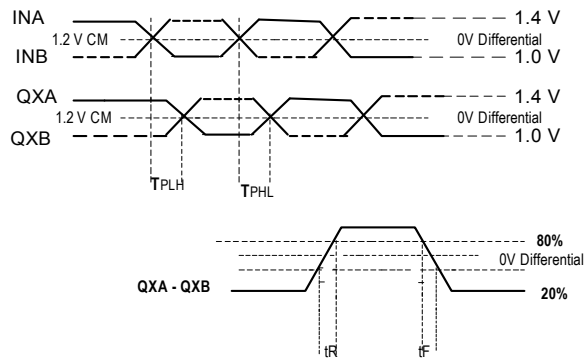 INA
1.4 V
1.2 V CM
0V Differential
INB
1.0 V
QXA
1.4 V
1.2 V CM
0V Differential
QXB
1.0 V
TPLH
TPHL
80%
0V Differential
QXA - QXB
20%
tR
tF